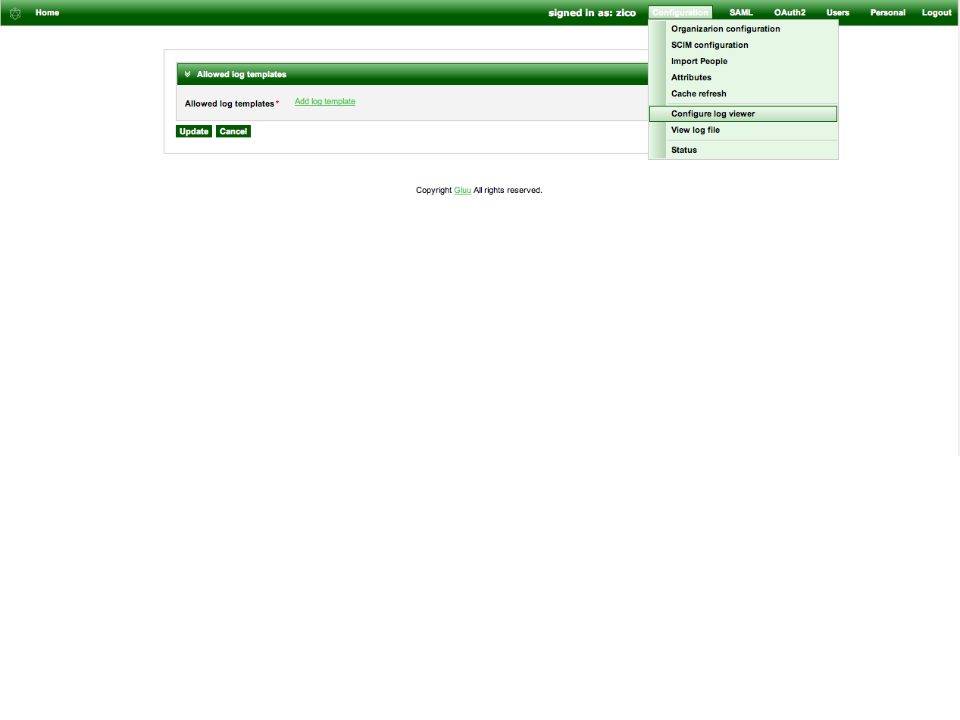 Home
signed in as: zico
Configuration
SAML
OAuth2
Users
Personal
Logout
Organizarion configuration
SCIM configuration
Import People
Attributes
Cache refresh
Configure log viewer
View log file
Status
Allowed log templates
Allowed log templates*
Add log template
Update
Cancel
Copyright Gluu All rights reserved.